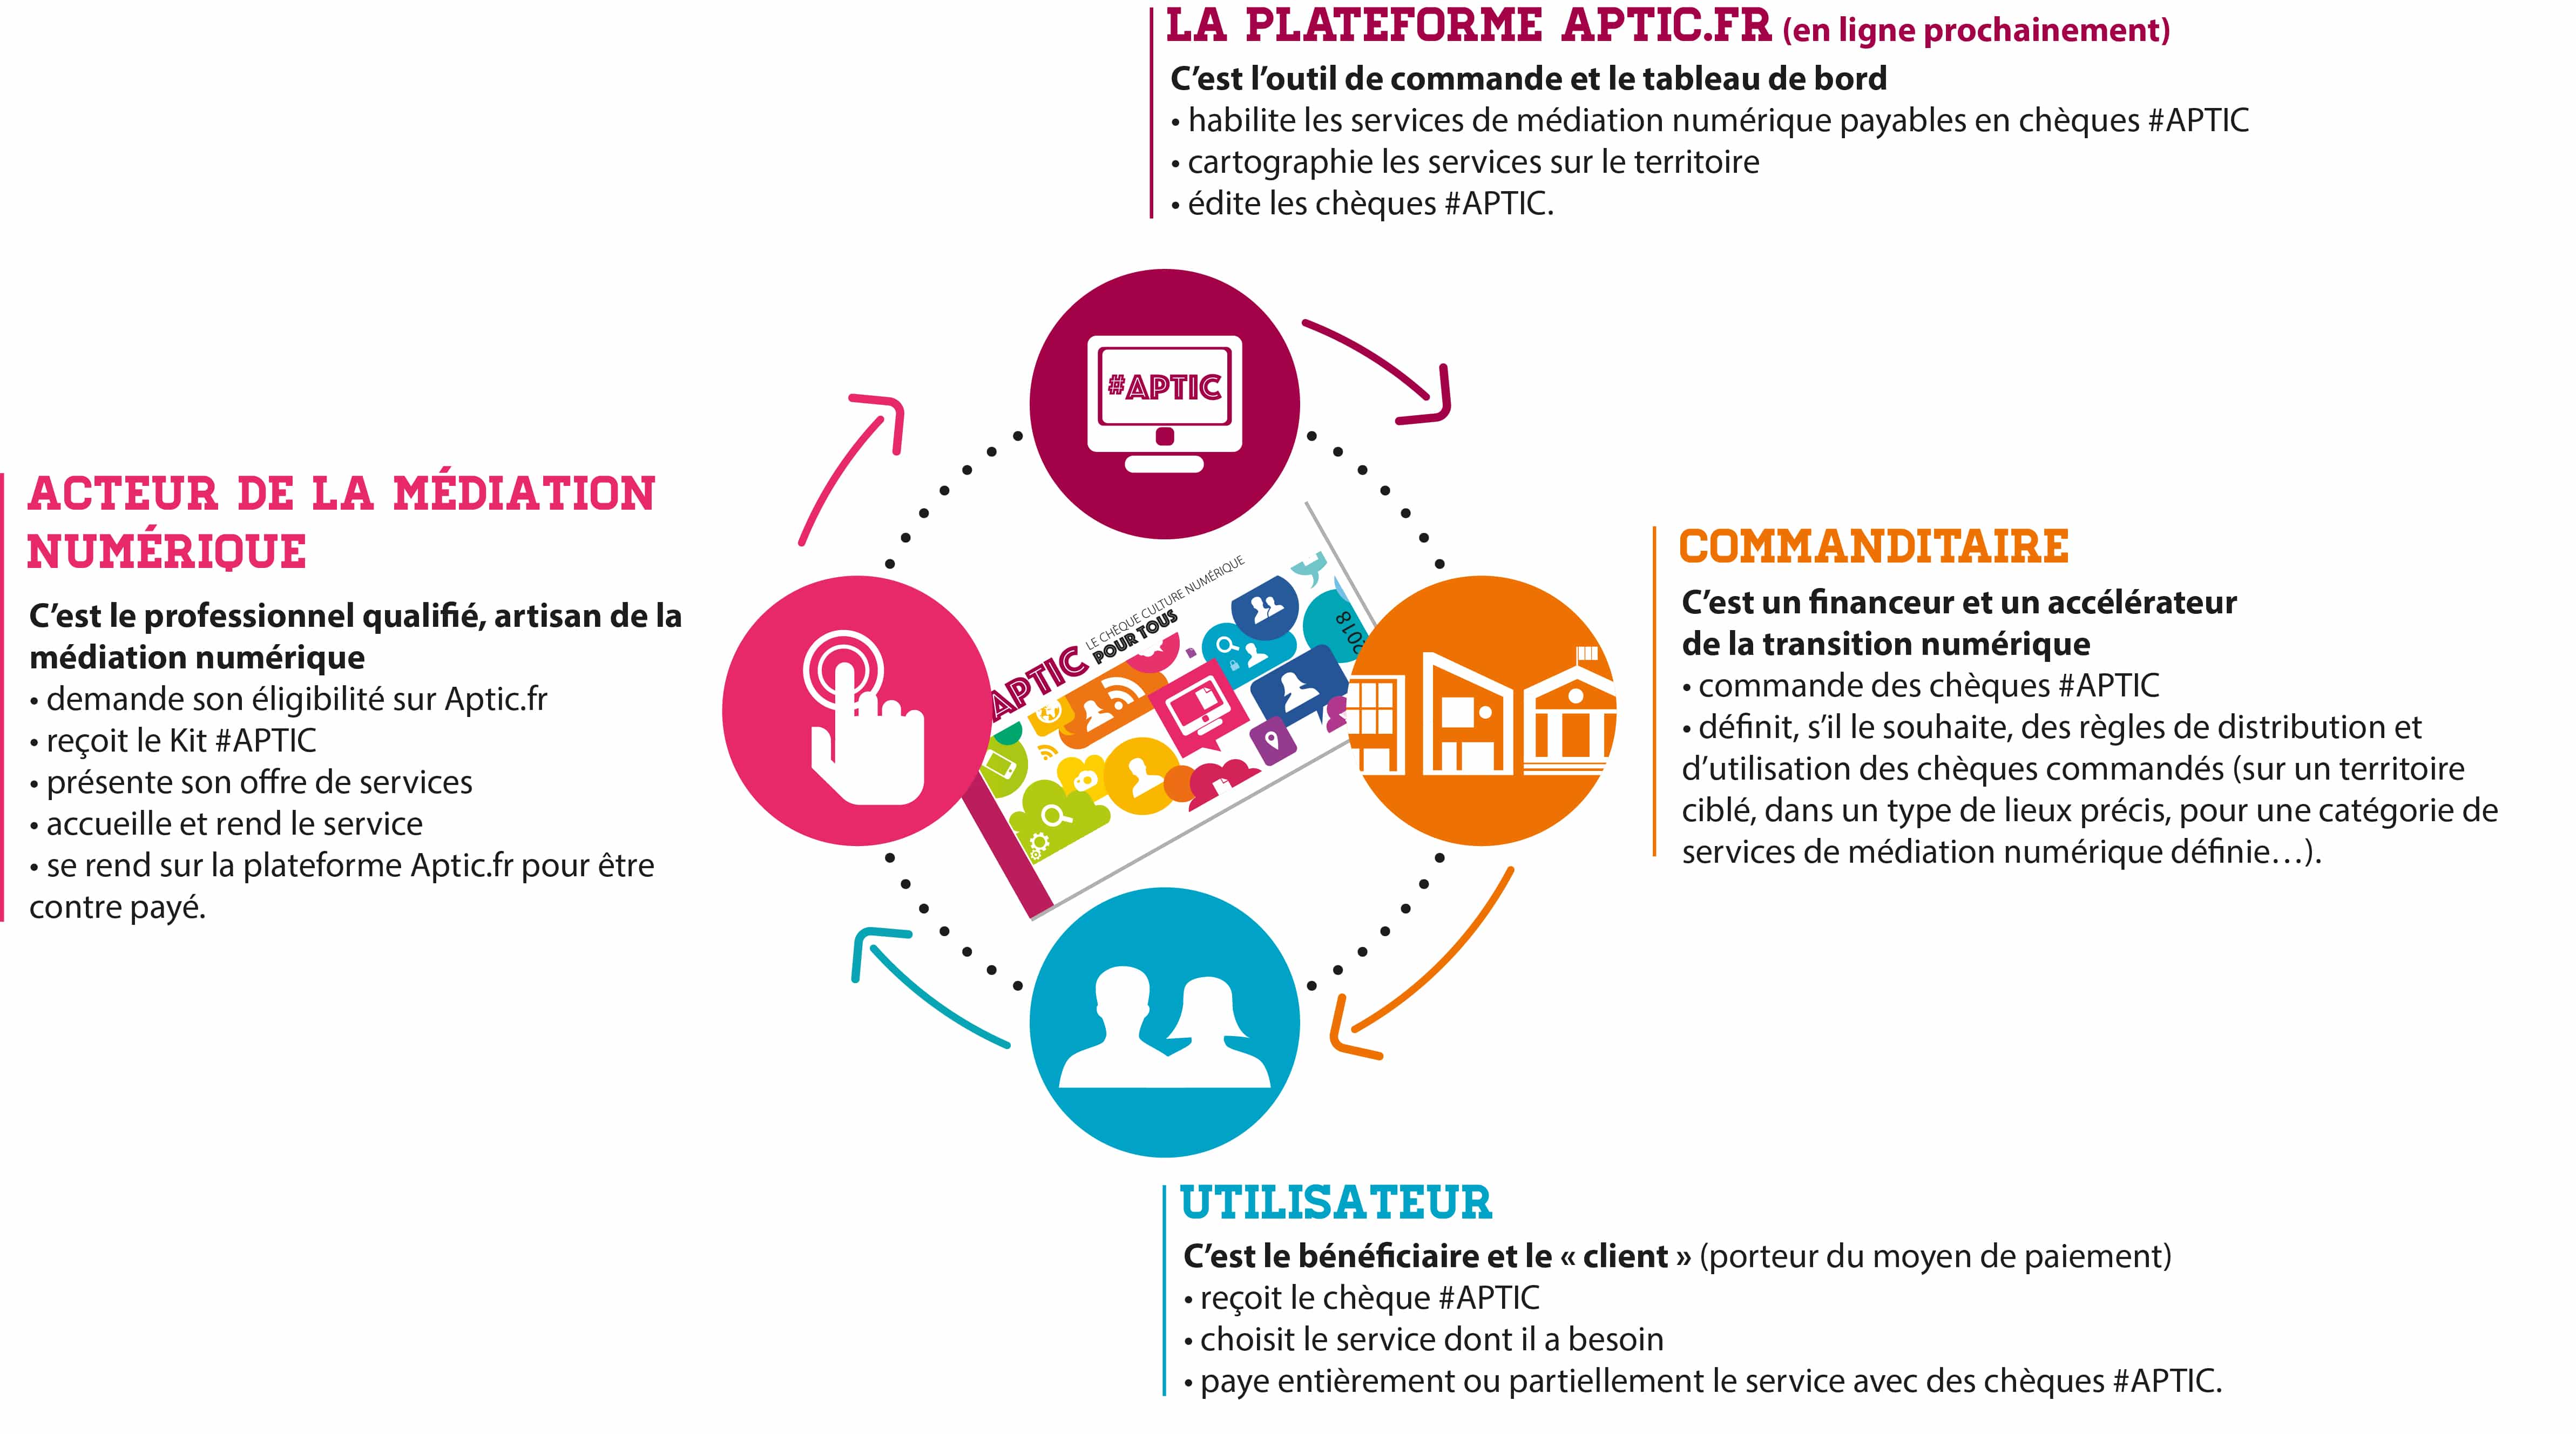 LA PLATEFORME APTIC.FR (en ligne prochainement)
C’est l’outil de commande et le tableau de bord
• habilite les services de médiation numérique payables en chèques #APTIC
• cartographie les services sur le territoire
• édite les chèques #APTIC.
#APTIC
ACTEUR DE LA MÉDIATION
NUMÉRIQUE
C’est le professionnel qualifié, artisan de la
médiation numérique
• demande son éligibilité sur Aptic.fr
• reçoit le Kit #APTIC
• présente son offre de services
• accueille et rend le service
• se rend sur la plateforme Aptic.fr pour être
contre payé.
APTIC
LE CHÈQUE CULTURE NUMÉRIQUE
POUR TOUS
2018
COMMANDITAIRE
C’est un financeur et un accélérateur
de la transition numérique
• commande des chèques #APTIC
• définit, s’il le souhaite, des règles de distribution et
d’utilisation des chèques commandés (sur un territoire
ciblé, dans un type de lieux précis, pour une catégorie de
services de médiation numérique définie…).
UTILISATEUR
C’est le bénéficiaire et le « client » (porteur du moyen de paiement)
• reçoit le chèque #APTIC
• choisit le service dont il a besoin
• paye entièrement ou partiellement le service avec des chèques #APTIC.